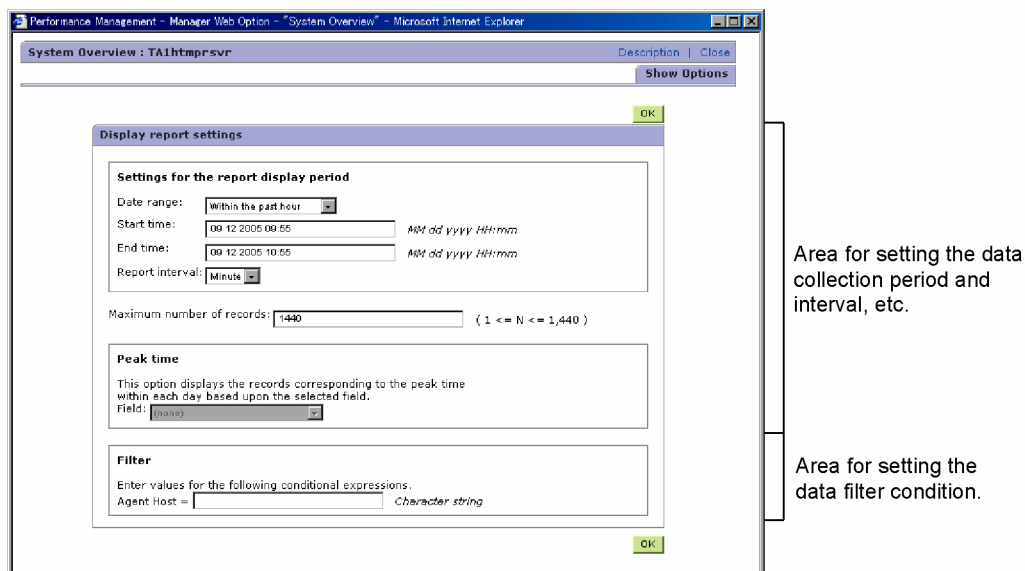 Performance Management - Manager Web Option - "System Overview" - Microsoft Internet Explorer
System Overview : TA1htmprsvr
Description | Close
Show Options
OK
Display report settings
Settings for the report display period
Date range: Within the past hour
Start time: 09 12 2005 09:55 MM dd yyyy HH:mm
End time: 09 12 2005 10:55 MM dd yyyy HH:mm
Report interval: Minute
Maximum number of records: 1440 ( 1 <= N <= 1,440 )
Peak time
This option displays the records corresponding to the peak time
within each day based upon the selected field.
Field: (none)
Filter
Enter values for the following conditional expressions.
Agent Host = Character string
OK
Area for setting the data
collection period and
interval, etc.
Area for setting the
data filter condition.